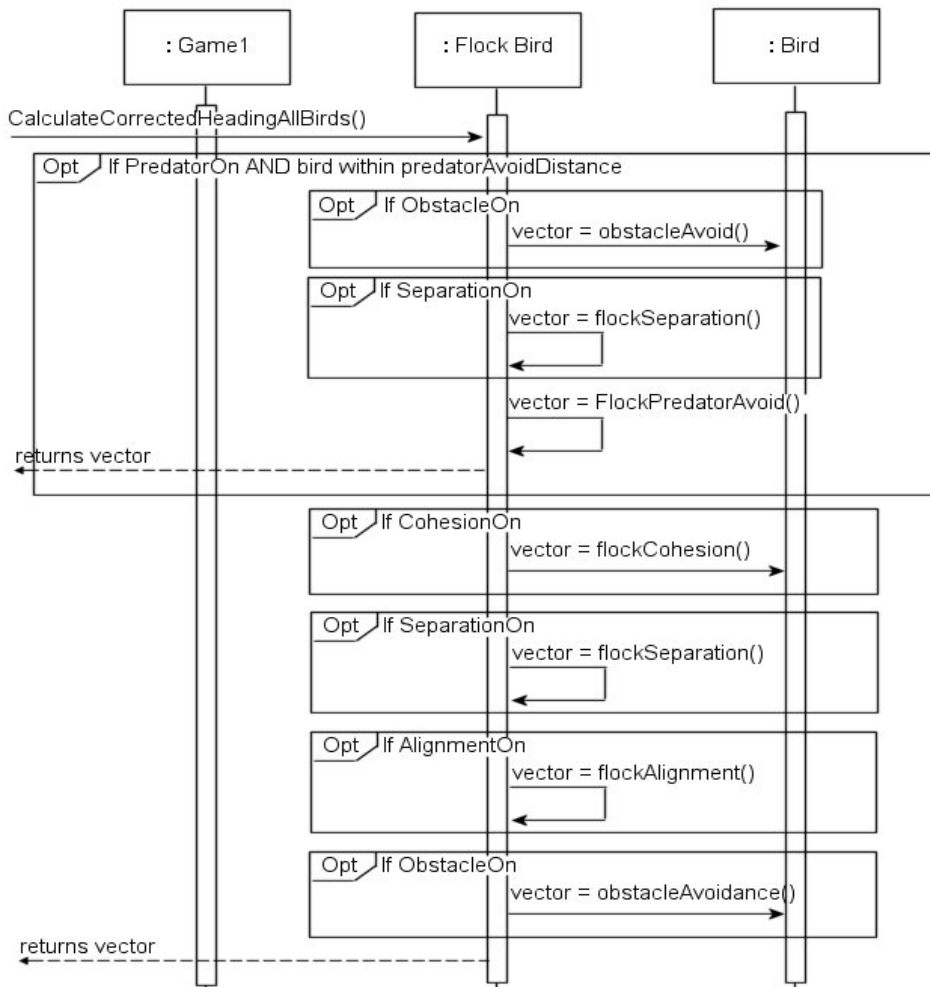 : Game1
: Flock Bird
: Bird
CalculateCorrectedHeadingAllBirds()
Opt If PredatorOn AND bird within predatorAvoidDistance
Opt If ObstacleOn
vector = obstacleAvoid()
Opt If SeparationOn
vector = flockSeparation()
vector = FlockPredatorAvoid()
returns vector
Opt If CohesionOn
vector = flockCohesion()
Opt If SeparationOn
vector = flockSeparation()
Opt If AlignmentOn
vector = flockAlignment()
Opt If ObstacleOn
vector = obstacleAvoidance()
returns vector